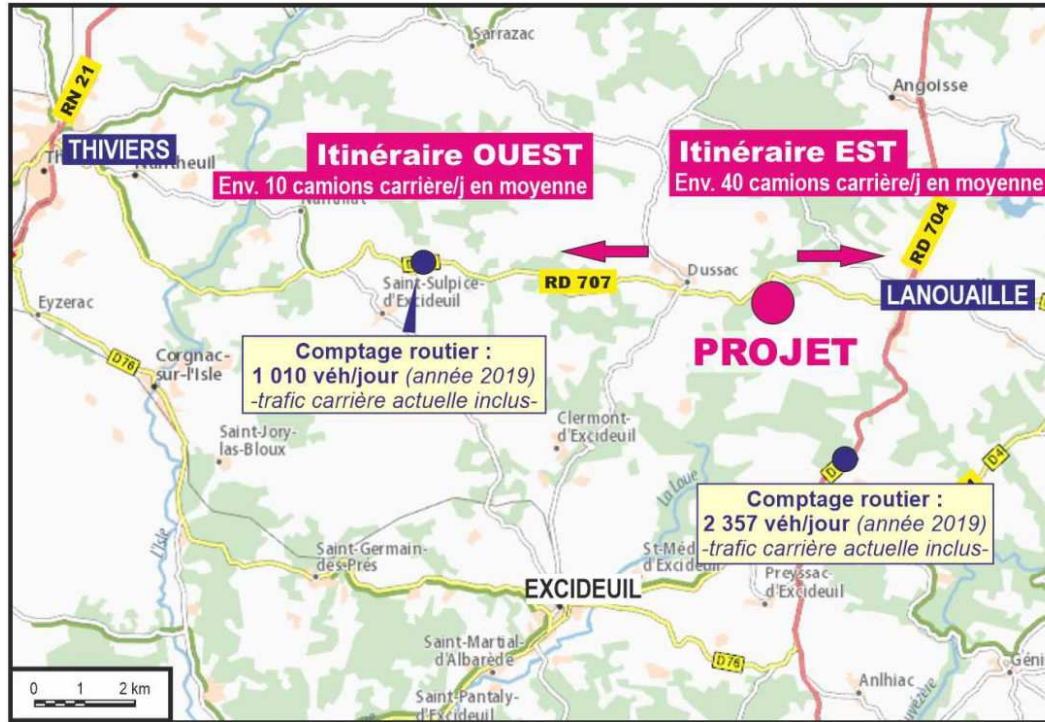 Sarrazac
RN 21
Angoisse
THIVIERS
Itinéraire OUEST
Env. 10 camions carrière/j en moyenne
Itinéraire EST
Env. 40 camions carrière/j en moyenne
RD 704
RD 707
Dussac
LANOUAILLE
Saint-Sulpice-
d'Excideuil
Eyzerac
PROJET
D76
Corgnac-
sur-l'Isle
Comptage routier :
1 010 véh/jour (année 2019)
-trafic carrière actuelle inclus-
Saint-Jory-
las-Bloux
Clermont-
d'Excideuil
D4
La Loue
Comptage routier :
2 357 véh/jour (année 2019)
-trafic carrière actuelle inclus-
l'Isle
Saint-Germain-
des-Prés
St-Méd
d'Excideuil
Preyssac-
d'Excideuil
EXCIDEUIL
Saint-Martial-
d'Albarède
D76
Saint-Pantaly-
d'Excideuil
Anlhiac
Géni
uvézère
0 1 2 km